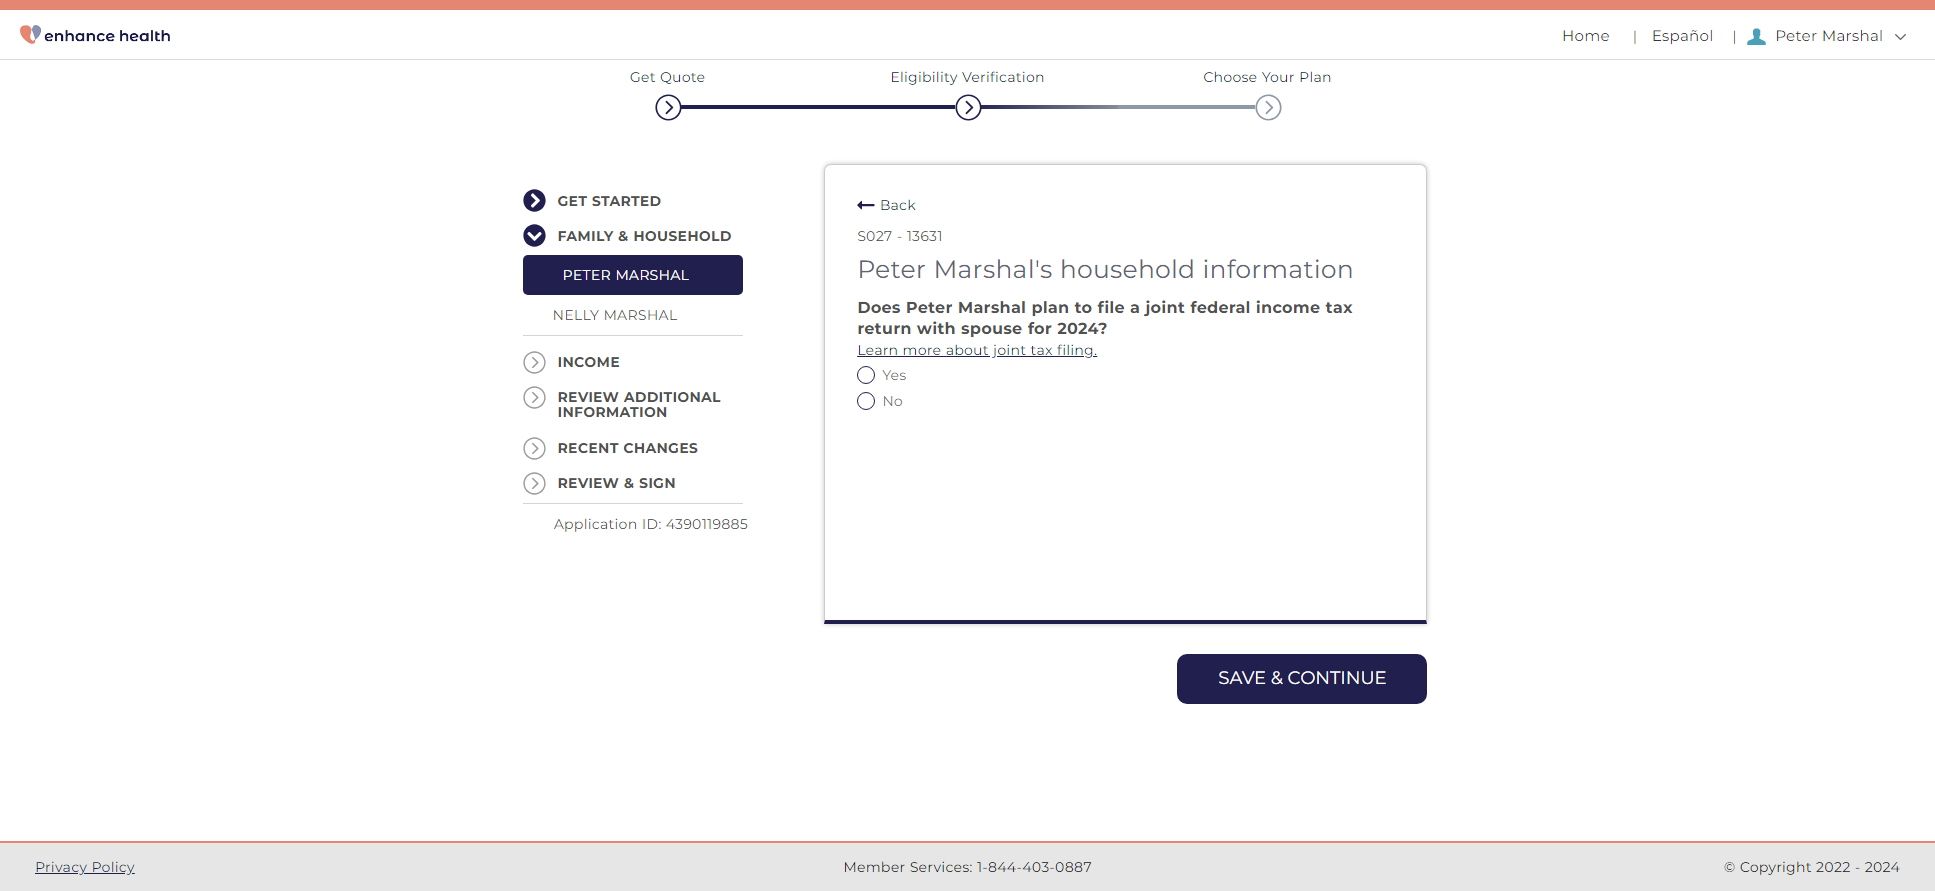 enhance health
Home | Español | Peter Marshal
Get Quote
Eligibility Verification
Choose Your Plan
GET STARTED
FAMILY & HOUSEHOLD
PETER MARSHAL
NELLY MARSHAL
INCOME
REVIEW ADDITIONAL
INFORMATION
RECENT CHANGES
REVIEW & SIGN
Application ID: 4390119885
Back
S027 - 13631
Peter Marshal's household information
Does Peter Marshal plan to file a joint federal income tax
return with spouse for 2024?
Learn more about joint tax filing.
Yes
No
SAVE & CONTINUE
Privacy Policy
Member Services: 1-844-403-0887
© Copyright 2022 - 2024